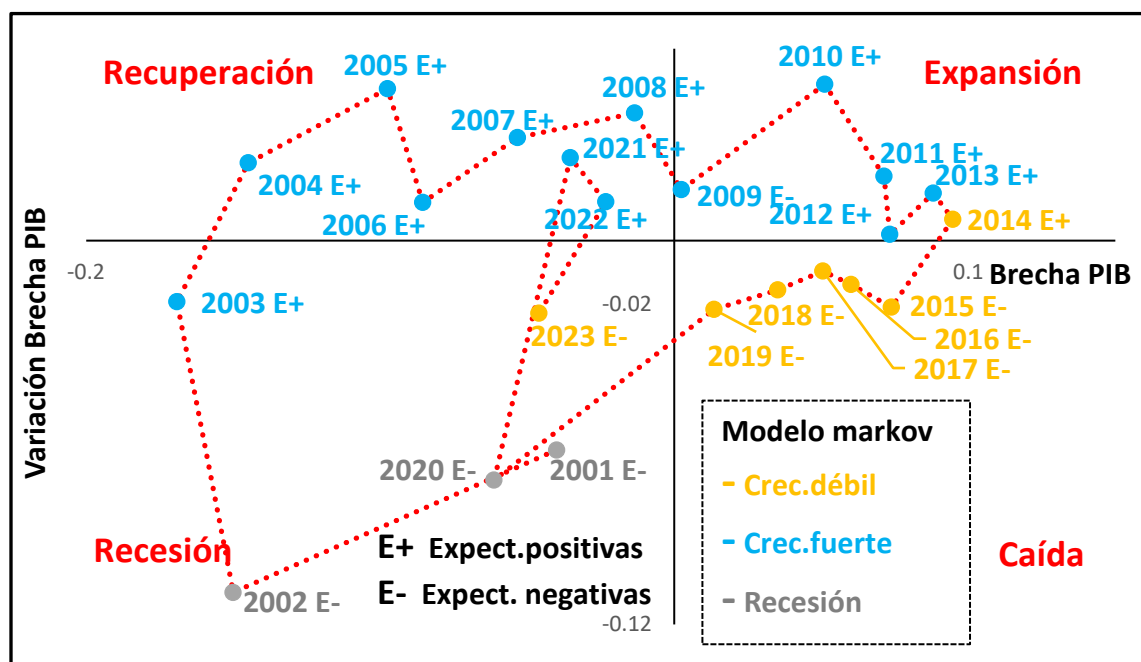 2010 E+
Recuperación
2005 E+
Expansión
2008 E+
2007 E+
2021 E+
2011 E+
2013 E+
2004 E+
2009 E-
2006 E+
2022 E+
2012 E+
2014 E+
-0.2
0.1
Brecha PIB
Variación Brecha PIB
2003 E+
-0.02
2015 E-
2018 E-
2023 E-
2016 E-
2019 E-
2017 E-
Modelo markov
2020 E-
2001 E-
- Crec.débil
Recesión
E+ Expect.positivas
- Crec.fuerte
Caída
2002 E-
E- Expect. negativas
- Recesión
-0.12